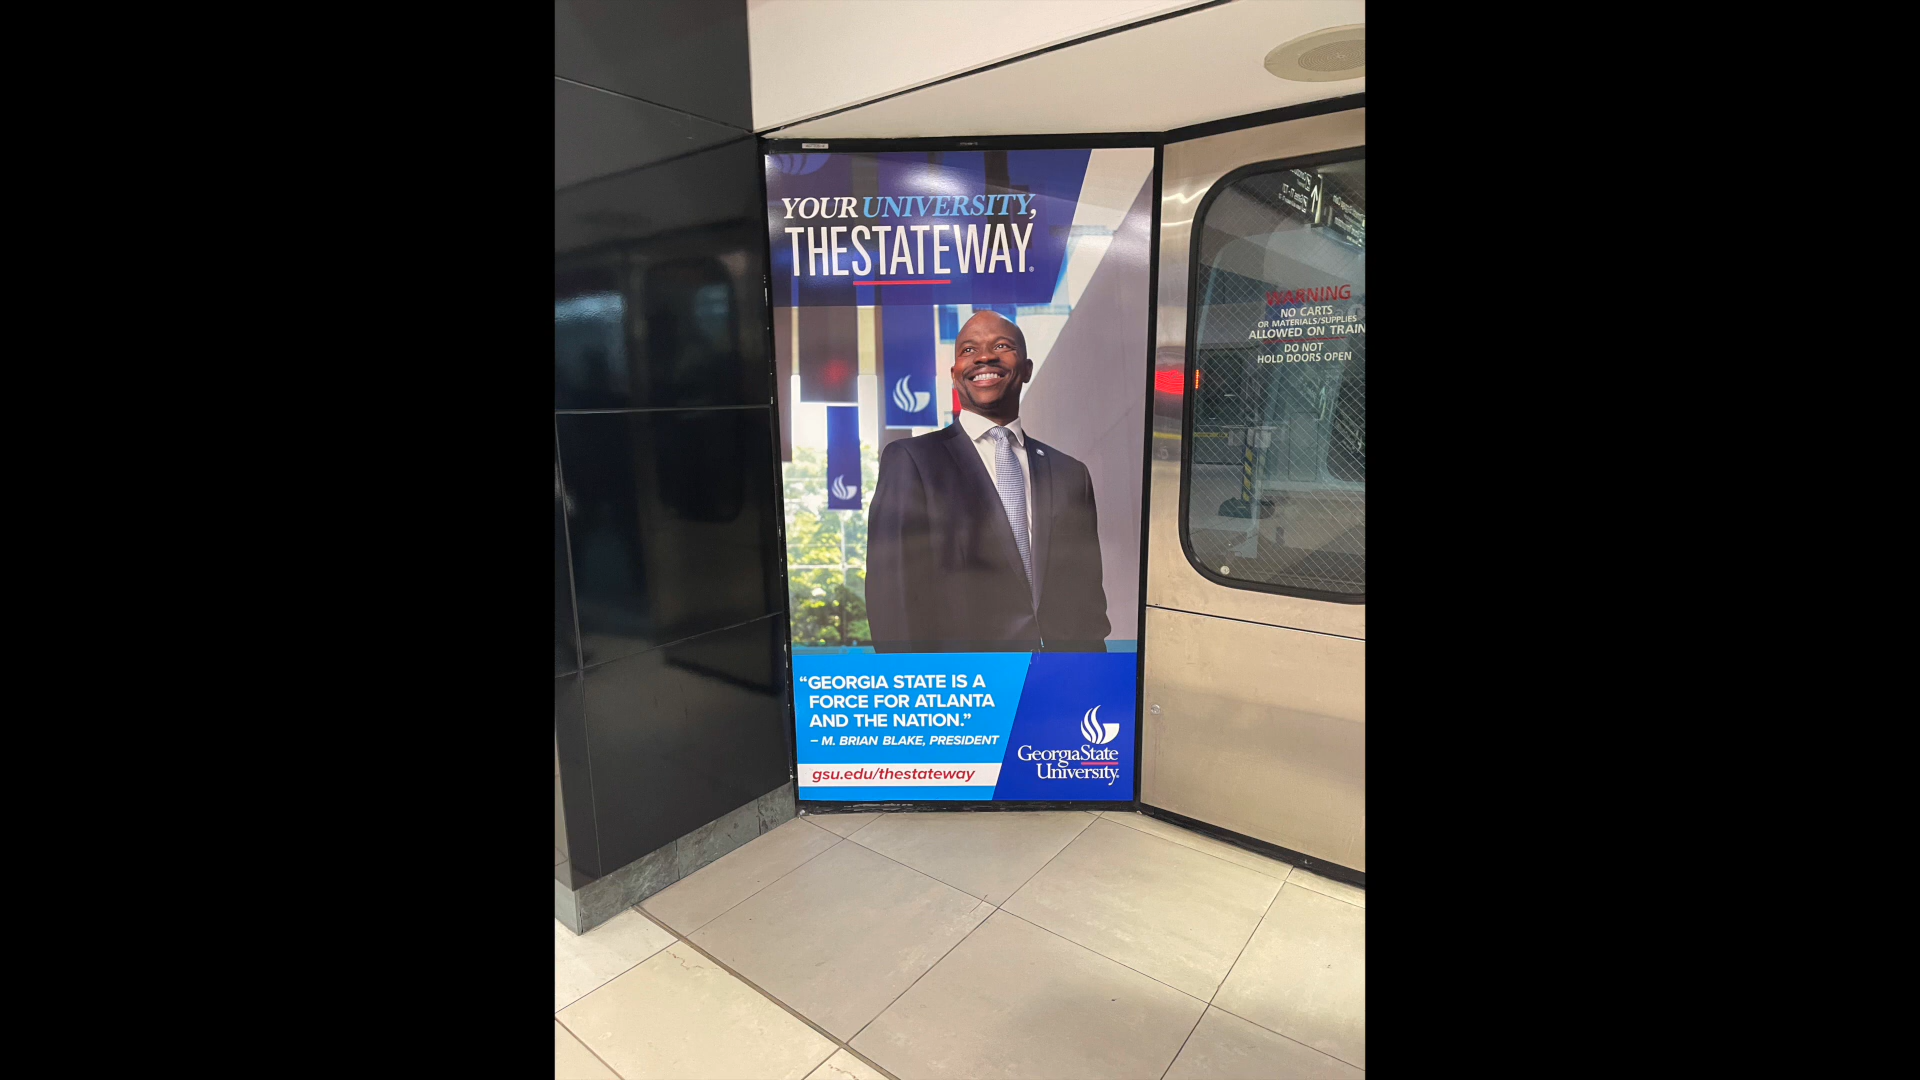 YOUR UNIVERSITY,
THESTATEWAY.
"GEORGIA STATE IS A
FORCE FOR ATLANTA
AND THE NATION."
– M. BRIAN BLAKE, PRESIDENT
gsu.edu/thestateway
GeorgiaState
University.
WARNING
NO CARTS
OR MATERIALS/SUPPLIES
ALLOWED ON TRAIN
DO NOT
HOLD DOORS OPEN